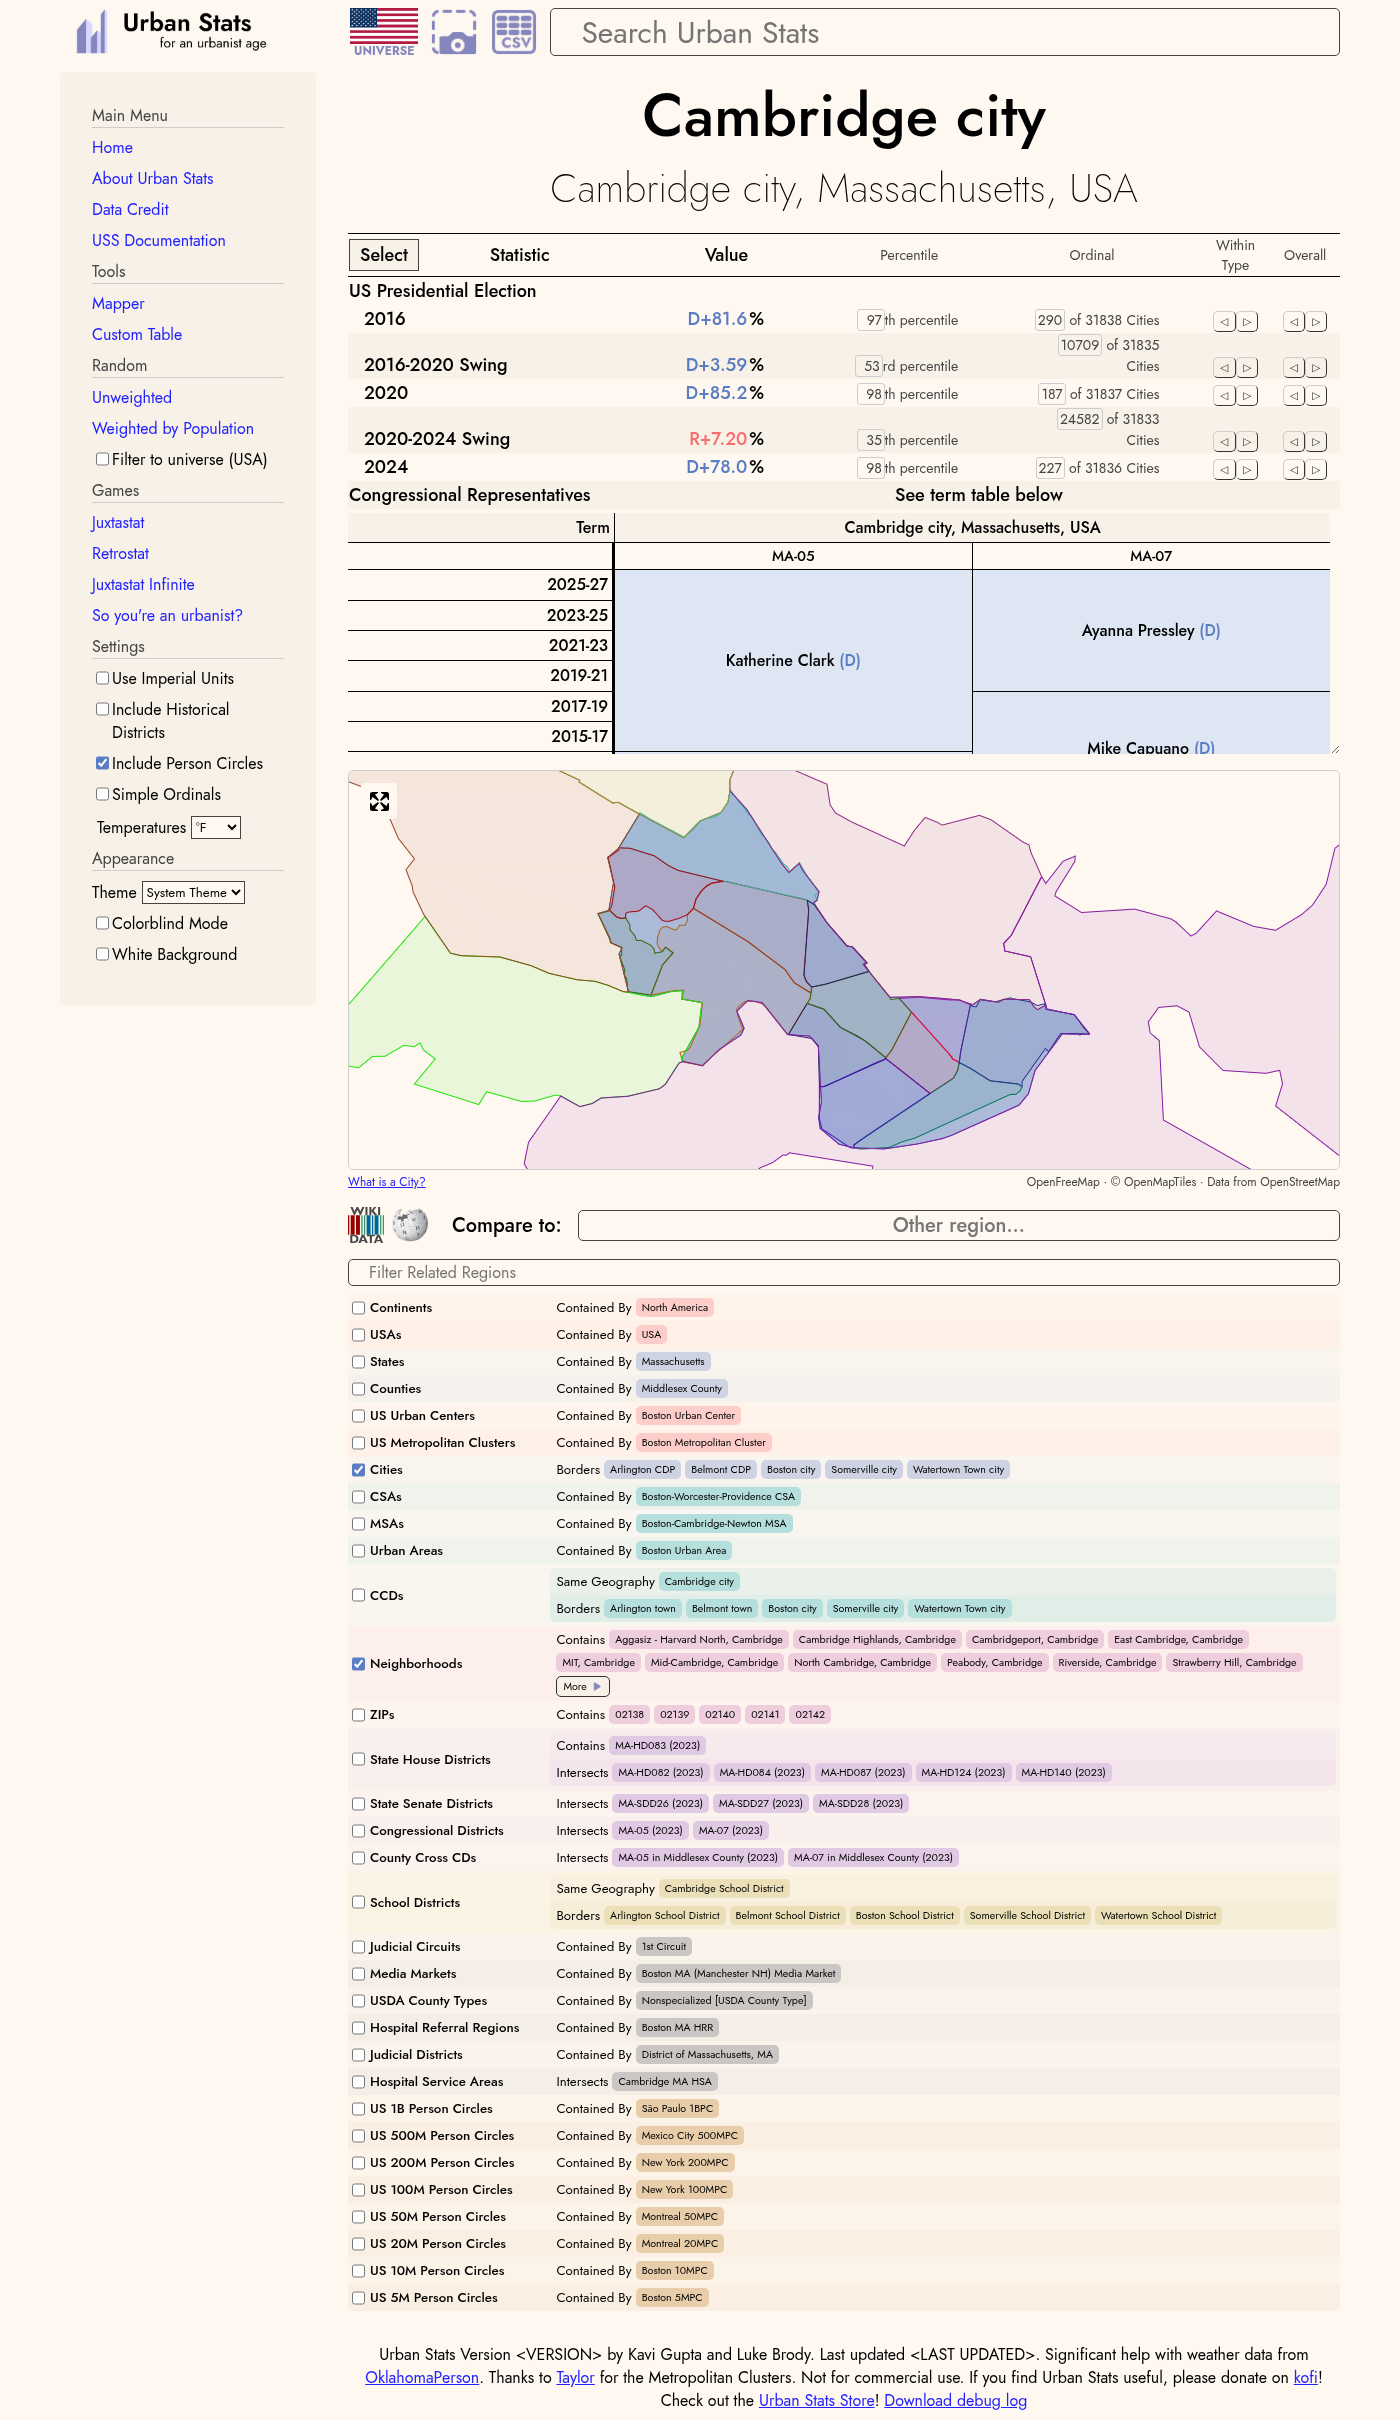 Urban Stats
for an urbanist age
UNIVERSE
CSV
Search Urban Stats
Main Menu
Home
About Urban Stats
Data Credit
USS Documentation
Tools
Mapper
Custom Table
Random
Unweighted
Weighted by Population
Filter to universe (USA)
Games
Juxtastat
Retrostat
Juxtastat Infinite
So you're an urbanist?
Settings
Use Imperial Units
Include Historical
Districts
Include Person Circles
Simple Ordinals
Temperatures °F
Appearance
Theme System Theme
Colorblind Mode
White Background
Cambridge city
Cambridge city, Massachusetts, USA
Select Statistic Value Percentile Ordinal Within Type Overall
US Presidential Election
2016 D+81.6% 97th percentile 290 of 31838 Cities
2016-2020 Swing D+3.59% 53rd percentile 10709 of 31835 Cities
2020 D+85.2% 98th percentile 187 of 31837 Cities
2020-2024 Swing R+7.20% 35th percentile 24582 of 31833 Cities
2024 D+78.0% 98th percentile 227 of 31836 Cities
Congressional Representatives See term table below
Term Cambridge city, Massachusetts, USA
MA-05 MA-07
2025-27
2023-25
Ayanna Pressley (D)
2021-23
Katherine Clark (D)
2019-21
2017-19
2015-17
Mike Capuano (D)
What is a City? OpenFreeMap · © OpenMapTiles · Data from OpenStreetMap
WIKI
DATA
Compare to: Other region...
Filter Related Regions
Continents Contained By North America
USAs Contained By USA
States Contained By Massachusetts
Counties Contained By Middlesex County
US Urban Centers Contained By Boston Urban Center
US Metropolitan Clusters Contained By Boston Metropolitan Cluster
Cities Borders Arlington CDP Belmont CDP Boston city Somerville city Watertown Town city
CSAs Contained By Boston-Worcester-Providence CSA
MSAs Contained By Boston-Cambridge-Newton MSA
Urban Areas Contained By Boston Urban Area
CCDs Same Geography Cambridge city
Borders Arlington town Belmont town Boston city Somerville city Watertown Town city
Neighborhoods Contains Aggasiz - Harvard North, Cambridge Cambridge Highlands, Cambridge Cambridgeport, Cambridge East Cambridge, Cambridge
MIT, Cambridge Mid-Cambridge, Cambridge North Cambridge, Cambridge Peabody, Cambridge Riverside, Cambridge Strawberry Hill, Cambridge
More
ZIPs Contains 02138 02139 02140 02141 02142
State House Districts Contains MA-HD083 (2023)
Intersects MA-HD082 (2023) MA-HD084 (2023) MA-HD087 (2023) MA-HD124 (2023) MA-HD140 (2023)
State Senate Districts Intersects MA-SDD26 (2023) MA-SDD27 (2023) MA-SDD28 (2023)
Congressional Districts Intersects MA-05 (2023) MA-07 (2023)
County Cross CDs Intersects MA-05 in Middlesex County (2023) MA-07 in Middlesex County (2023)
School Districts Same Geography Cambridge School District
Borders Arlington School District Belmont School District Boston School District Somerville School District Watertown School District
Judicial Circuits Contained By 1st Circuit
Media Markets Contained By Boston MA (Manchester NH) Media Market
USDA County Types Contained By Nonspecialized [USDA County Type]
Hospital Referral Regions Contained By Boston MA HRR
Judicial Districts Contained By District of Massachusetts, MA
Hospital Service Areas Intersects Cambridge MA HSA
US 1B Person Circles Contained By São Paulo 1BPC
US 500M Person Circles Contained By Mexico City 500MPC
US 200M Person Circles Contained By New York 200MPC
US 100M Person Circles Contained By New York 100MPC
US 50M Person Circles Contained By Montreal 50MPC
US 20M Person Circles Contained By Montreal 20MPC
US 10M Person Circles Contained By Boston 10MPC
US 5M Person Circles Contained By Boston 5MPC
Urban Stats Version <VERSION> by Kavi Gupta and Luke Brody. Last updated <LAST UPDATED>. Significant help with weather data from
OklahomaPerson. Thanks to Taylor for the Metropolitan Clusters. Not for commercial use. If you find Urban Stats useful, please donate on kofi!
Check out the Urban Stats Store! Download debug log